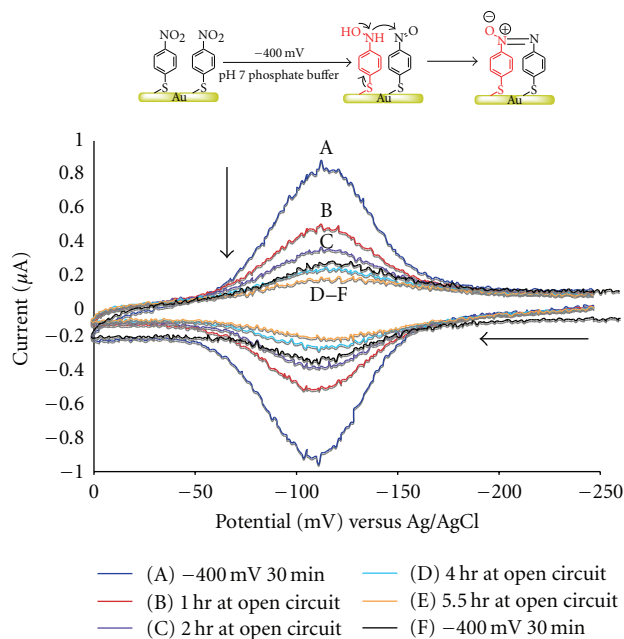 NO2 NO2
−400 mV
pH 7 phosphate buffer
HO NH N O
S S
Au
S S
Au
⊖
O ⊕
N N
S S
Au
1
0.8
0.6
0.4
0.2
0
−0.2
−0.4
−0.6
−0.8
−1
Current (µA)
A
B
C
D–F
0 −50 −100 −150 −200 −250
Potential (mV) versus Ag/AgCl
(A) −400 mV 30 min
(B) 1 hr at open circuit
(C) 2 hr at open circuit
(D) 4 hr at open circuit
(E) 5.5 hr at open circuit
(F) −400 mV 30 min